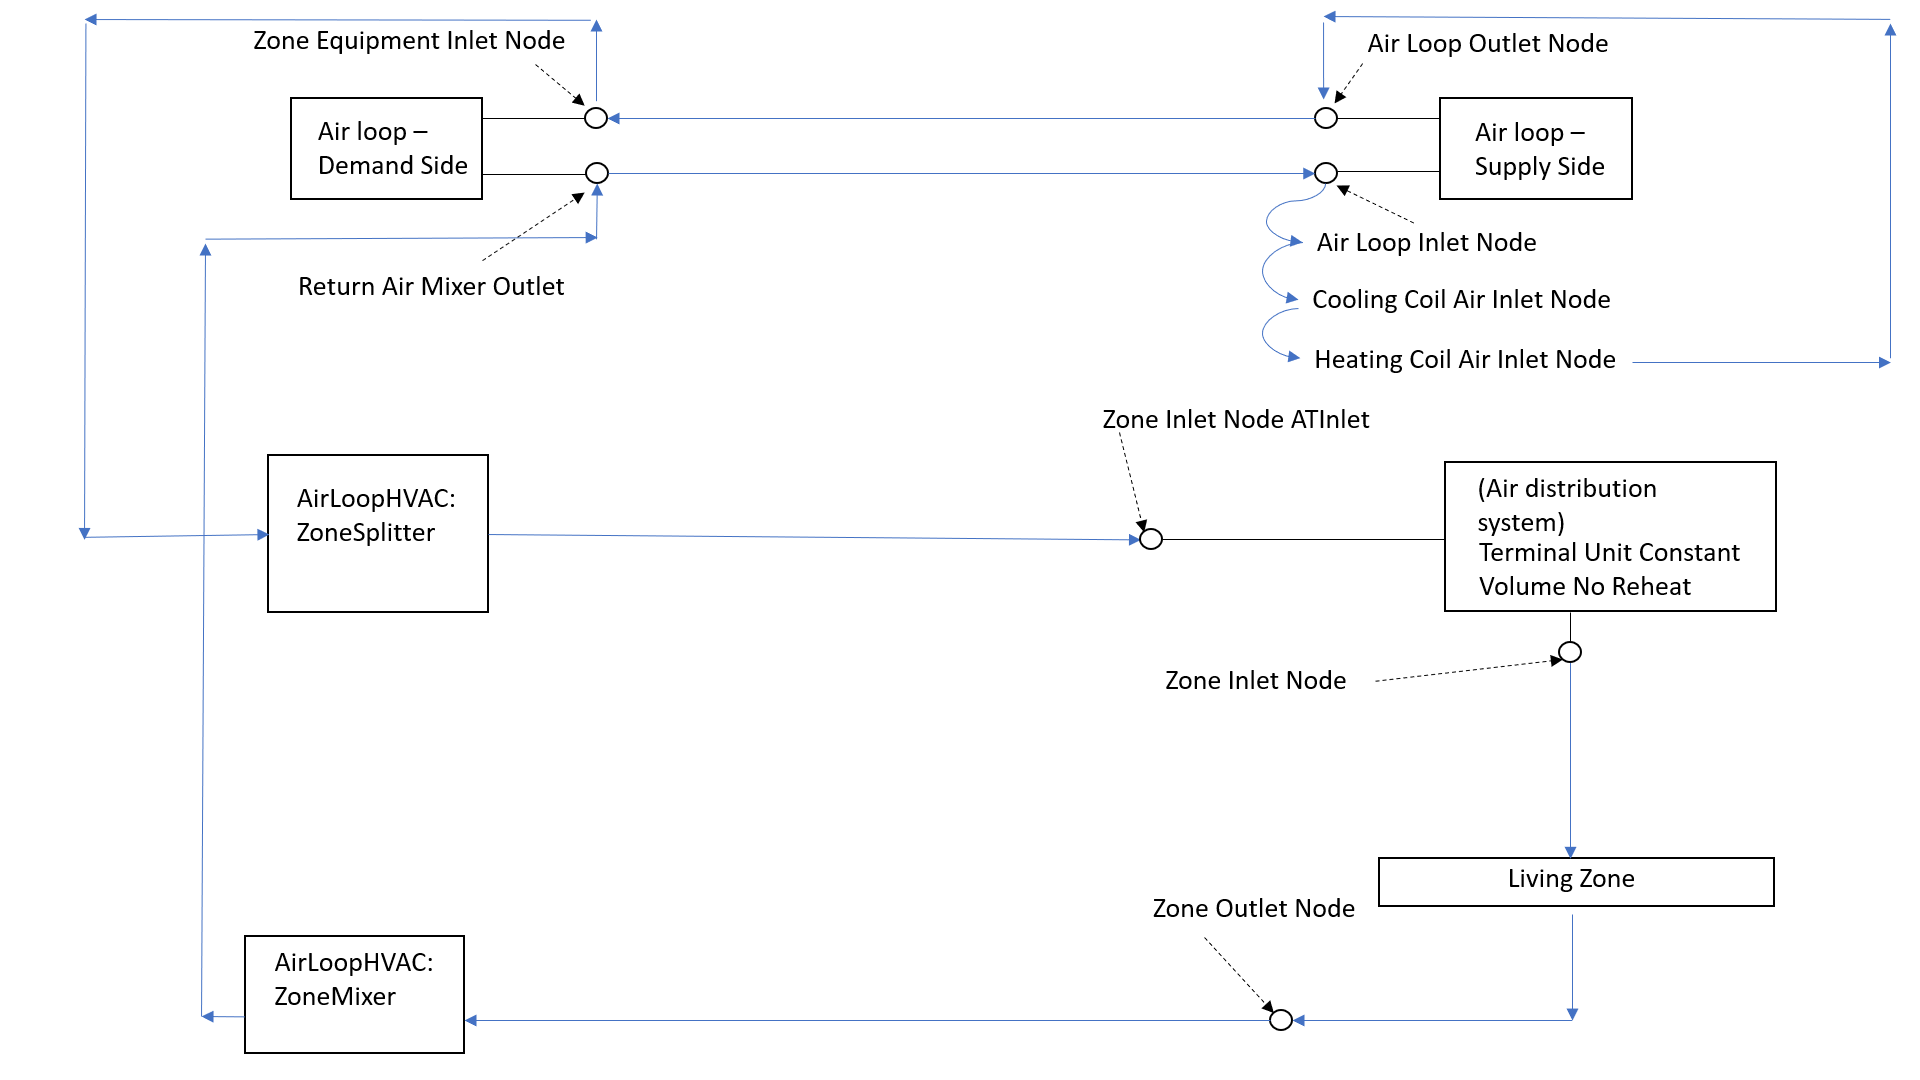 Zone Equipment Inlet Node
Air Loop Outlet Node
Air loop –
Demand Side
Air loop –
Supply Side
Air Loop Inlet Node
Return Air Mixer Outlet
Cooling Coil Air Inlet Node
Heating Coil Air Inlet Node
Zone Inlet Node ATInlet
AirLoopHVAC:
ZoneSplitter
(Air distribution
system)
Terminal Unit Constant
Volume No Reheat
Zone Inlet Node
Living Zone
Zone Outlet Node
AirLoopHVAC:
ZoneMixer